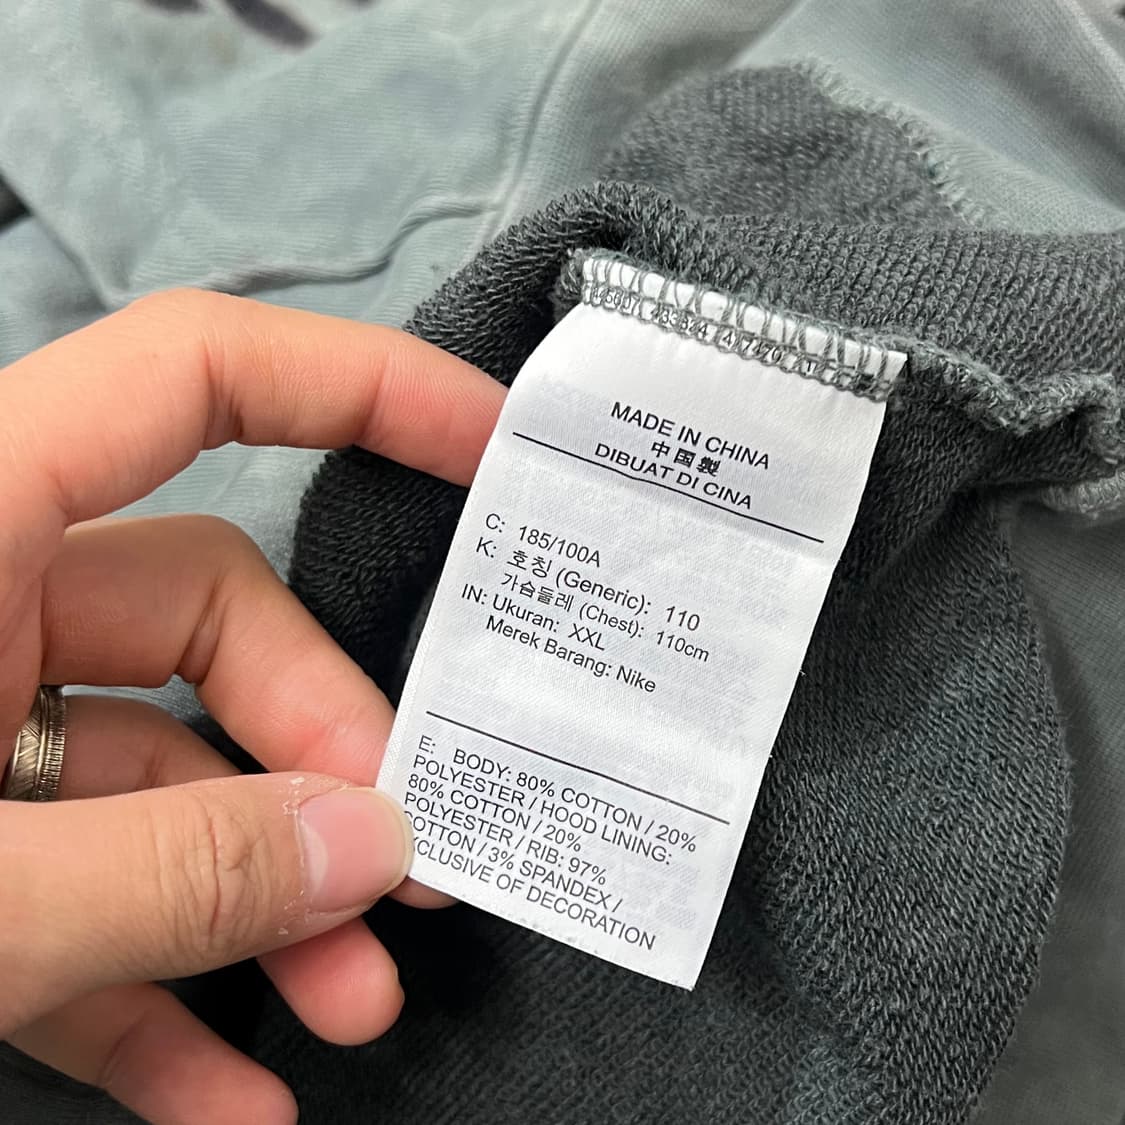 MADE IN CHINA
中国製
DIBUAT DI CINA
C: 185/100A
K: 호칭 (Generic): 110
가슴둘레 (Chest): 110cm
IN: Ukuran: XXL
Merek Barang: Nike
E: BODY: 80% COTTON / 20%
POLYESTER / HOOD LINING:
80% COTTON / 20%
POLYESTER / RIB: 97%
COTTON / 3% SPANDEX /
XCLUSIVE OF DECORATION